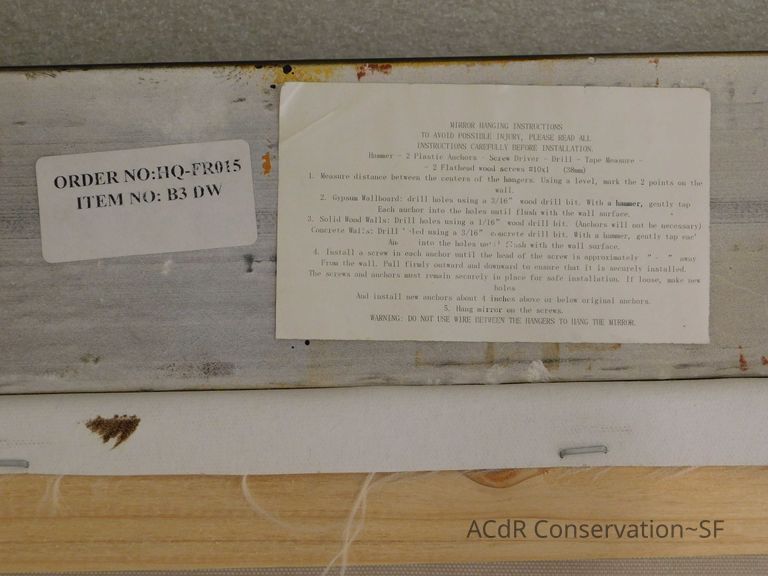 ORDER NO:HQ-FR015
ITEM NO: B3 DW
MIRROR HANGING INSTRUCTIONS
TO AVOID POSSIBLE INJURY, PLEASE READ ALL
INSTRUCTIONS CAREFULLY BEFORE INSTALLATION.
Hammer - 2 Plastic Anchors - Screw Driver - Drill - Tape Measure -
2 Flathead wood screws #10x1 (38mm)
1. Measure distance between the centers of the hangers. Using a level, mark the 2 points on the
wall.
2. Gypsum Wallboard: drill holes using a 3/16" wood drill bit. With a hammer, gently tap
Each anchor into the holes until flush with the wall surface.
3. Solid Wood Walls: Drill holes using a 1/16" wood drill bit. (Anchors will not be necessary)
Concrete Walls: Drill using a 3/16" concrete drill bit. With a hammer, gently tap
into the holes with the wall surface.
4. Install a screw in each anchor until the head of the screw is approximately " - " away
From the wall. Pull firmly outward and downward to ensure that it is securely installed.
The screws and anchors must remain securely in place for safe installation. If loose, make new
holes
And install new anchors about 4 inches above or below original anchors.
5. Hang mirror on the screws.
WARNING: DO NOT USE WIRE BETWEEN THE HANGERS TO HANG THE MIRROR.
ACdR Conservation~SF